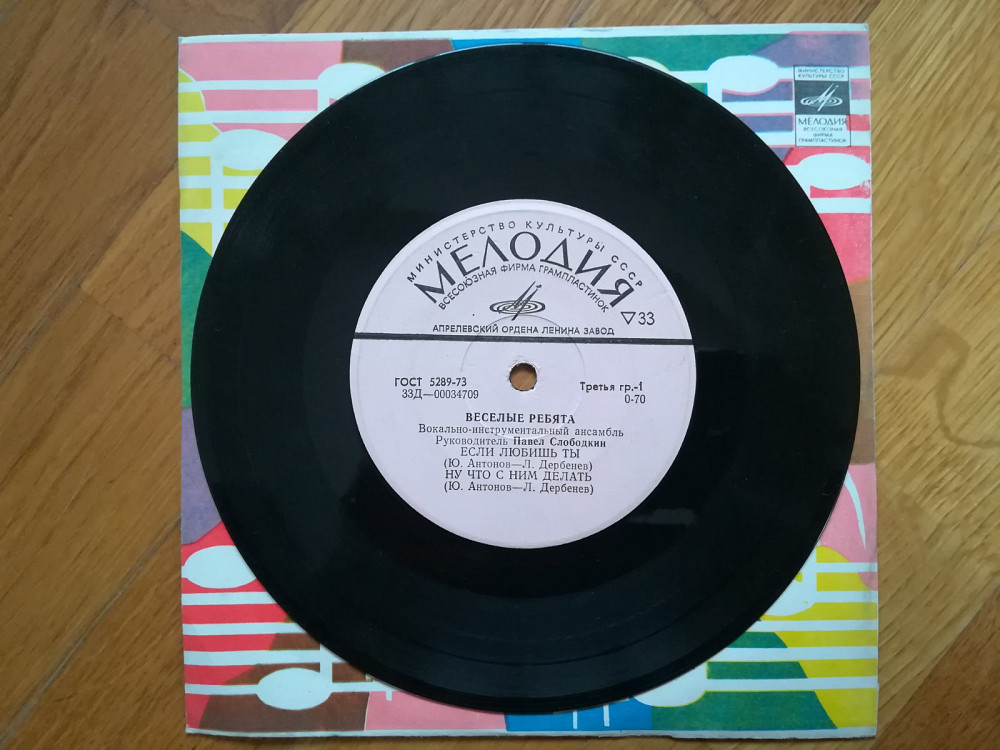 МИНИСТЕРСТВО
КУЛЬТУРЫ СССР
МЕЛОДИЯ
ВСЕСОЮЗНАЯ
ФИРМА
ГРАМПЛАСТИНОК
МИНИСТЕРСТВО КУЛЬТУРЫ СССР
МЕЛОДИЯ
ВСЕСОЮЗНАЯ ФИРМА ГРАМПЛАСТИНОК
33
АПРЕЛЕВСКИЙ ОРДЕНА ЛЕНИНА ЗАВОД
ГОСТ 5289-73 Третья гр.-1
33Д—00034709 0-70
ВЕСЕЛЫЕ РЕБЯТА
Вокально-инструментальный ансамбль
Руководитель Павел Слободкин
ЕСЛИ ЛЮБИШЬ ТЫ
(Ю. Антонов—Л. Дербенев)
НУ ЧТО С НИМ ДЕЛАТЬ
(Ю. Антонов—Л. Дербенев)